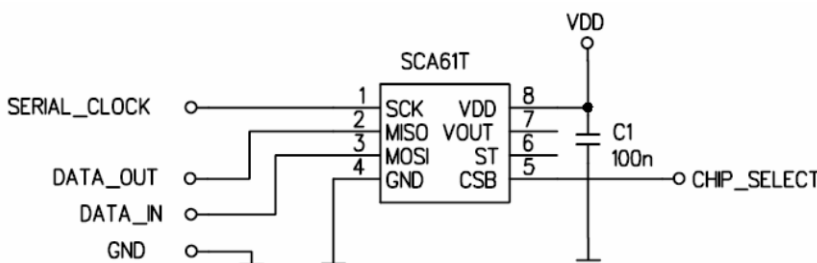 VDD
SCA61T
SERIAL_CLOCK
1 SCK VDD 8
2 MISO VOUT 7
3 MOSI ST 6
4 GND CSB 5
C1
100n
CHIP_SELECT
DATA_OUT
DATA_IN
GND